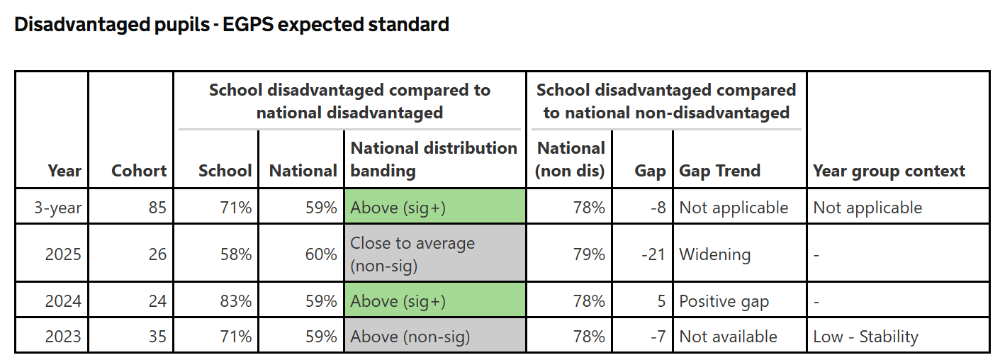 Disadvantaged pupils - EGPS expected standard
School disadvantaged compared to
national disadvantaged
School disadvantaged compared
to national non-disadvantaged
Year Cohort School National National distribution
banding National
(non dis) Gap Gap Trend Year group context
3-year 85 71% 59% Above (sig+) 78% -8 Not applicable Not applicable
2025 26 58% 60% Close to average
(non-sig) 79% -21 Widening -
2024 24 83% 59% Above (sig+) 78% 5 Positive gap -
2023 35 71% 59% Above (non-sig) 78% -7 Not available Low - Stability